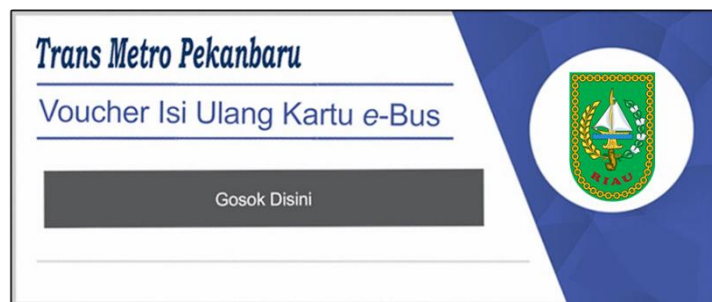 Trans Metro Pekanbaru
Voucher Isi Ulang Kartu e-Bus
Gosok Disini
RIAU